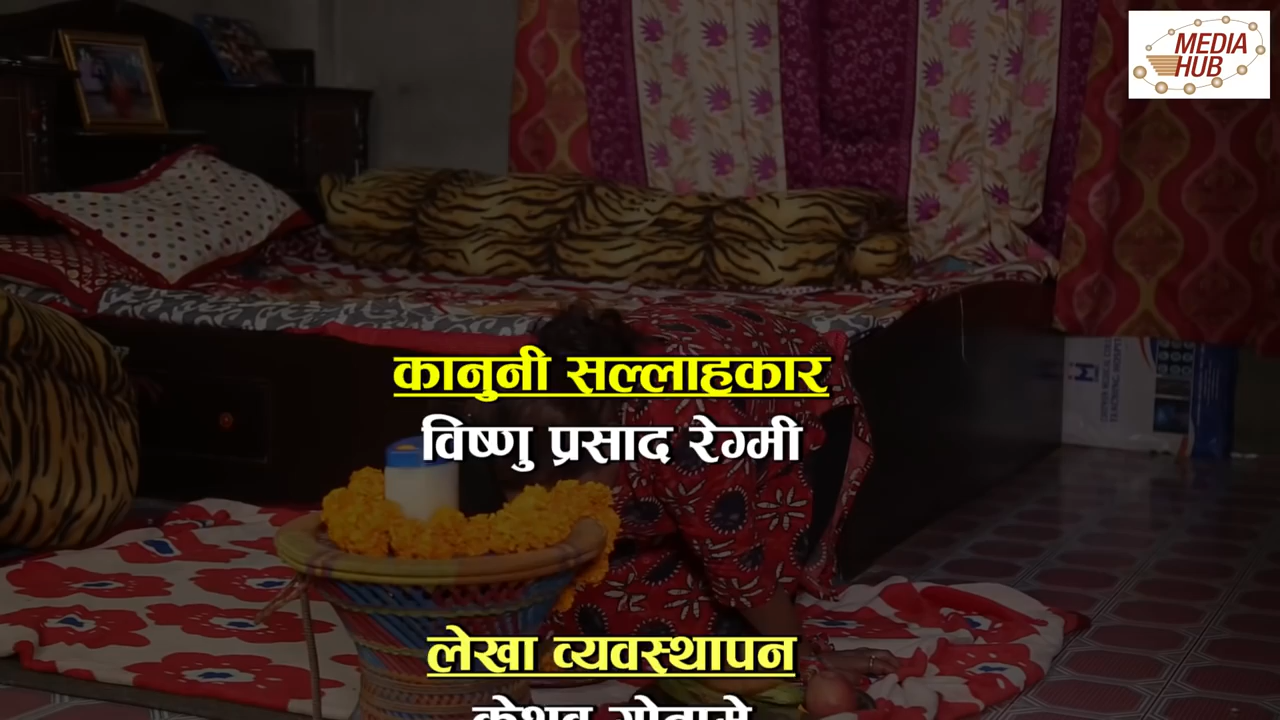 MEDIA
HUB
कानुनी सल्लाहकार
विष्णु प्रसाद रेग्मी
लेखा व्यवस्थापन